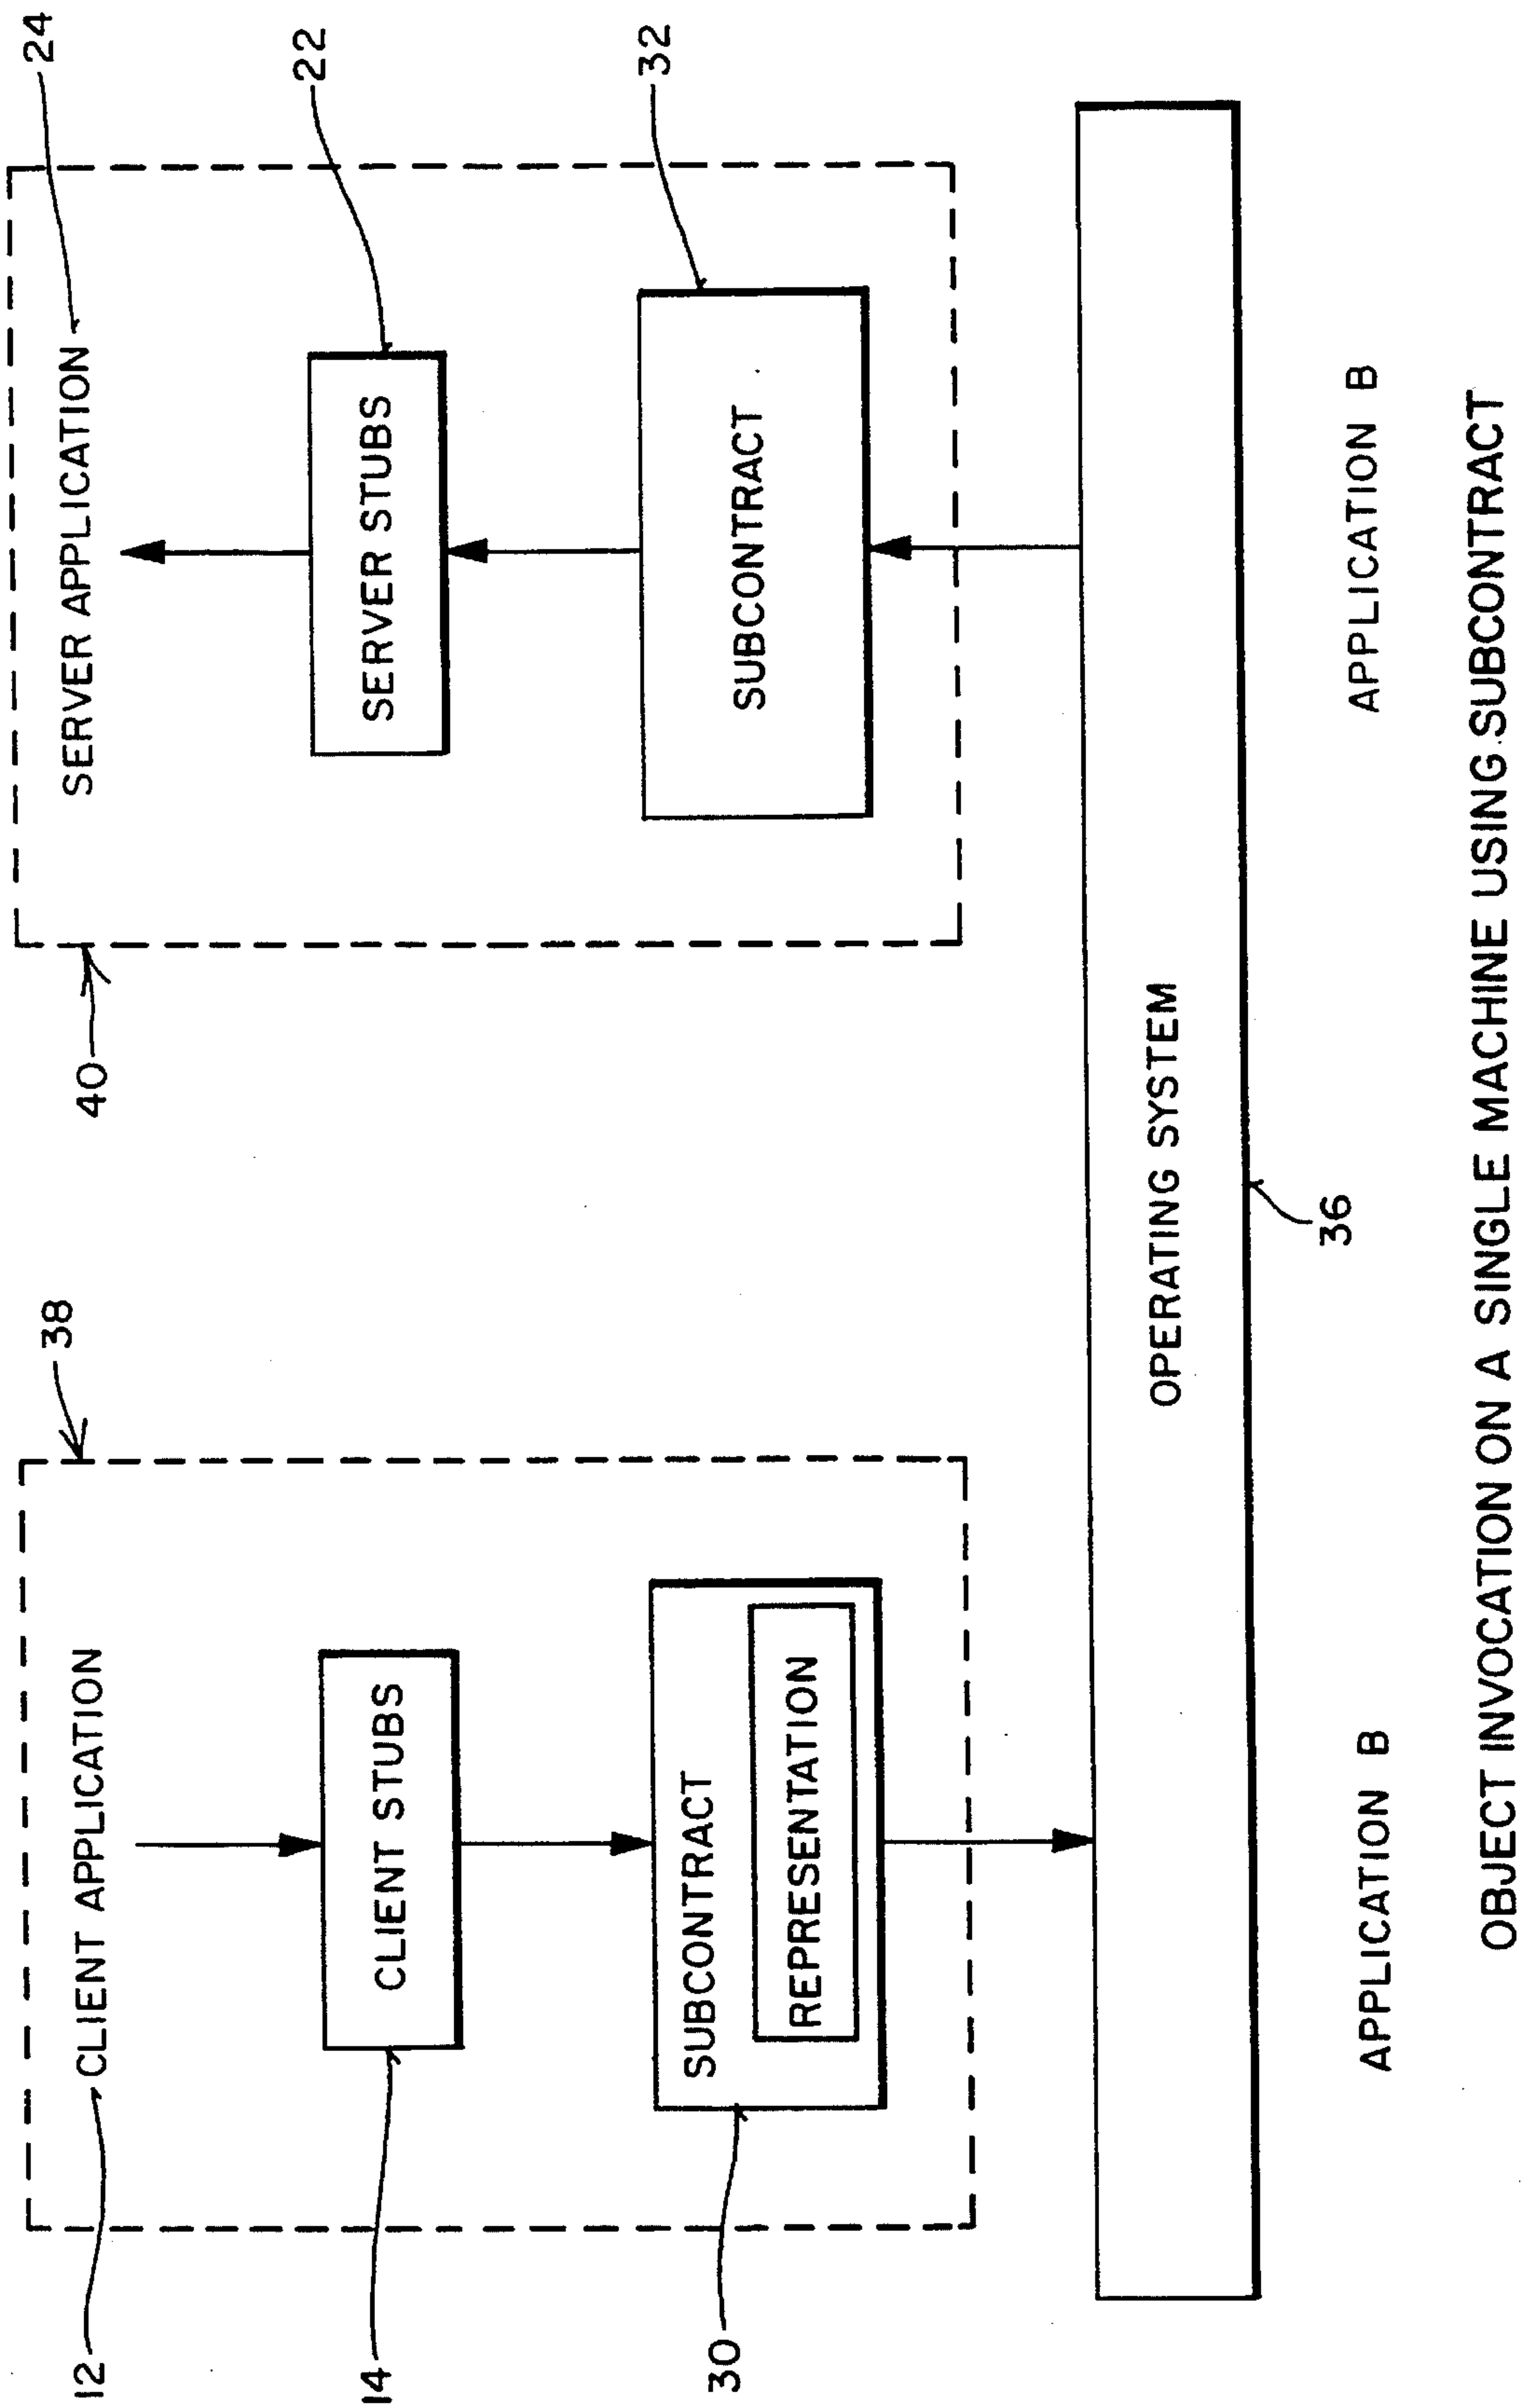 38
40
24
12
CLIENT APPLICATION
SERVER APPLICATION
14
CLIENT STUBS
SERVER STUBS
22
30
SUBCONTRACT
REPRESENTATION
SUBCONTRACT
32
OPERATING SYSTEM
36
APPLICATION B
APPLICATION B
OBJECT INVOCATION ON A SINGLE MACHINE USING SUBCONTRACT